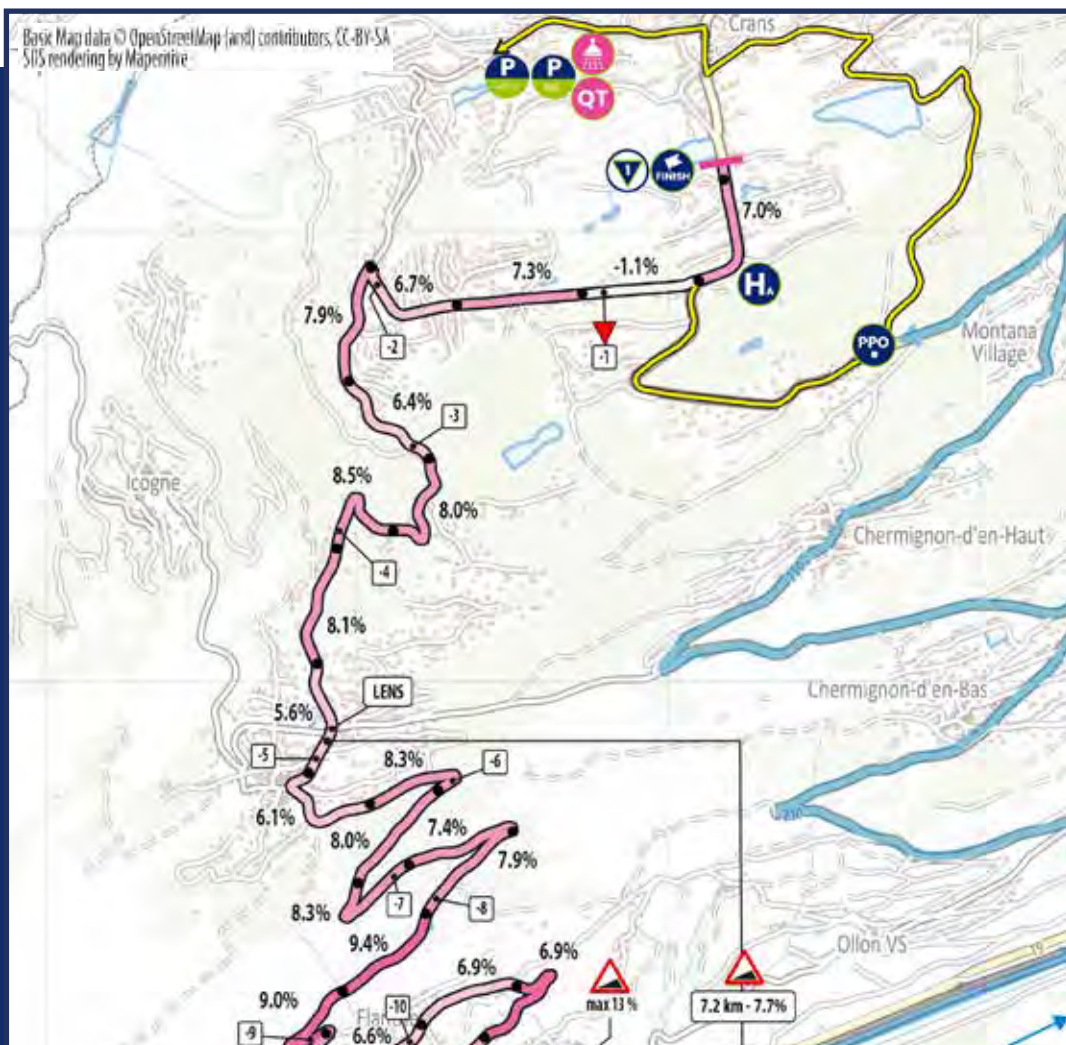 Basic Map data © OpenStreetMap (and) contributors, CC-BY-SA
SDS rendering by Maperitive
Crans
P
P
QT
1
FINISH
7.0%
-1.1%
7.3%
6.7%
H A
7.9%
-2
-1
PPO
Montana
Village
6.4%
-3
8.5%
Icogne
8.0%
Chermignon-d'en-Haut
-4
8.1%
LENS
Chermignon-d'en-Bas
5.6%
-5
8.3%
-6
6.1%
8.0%
7.4%
7.9%
8.3%
-7
-8
9.4%
Ollon VS
19
6.9%
6.9%
max 13 %
7.2 km - 7.7%
9.0%
-10
-9
6.6%